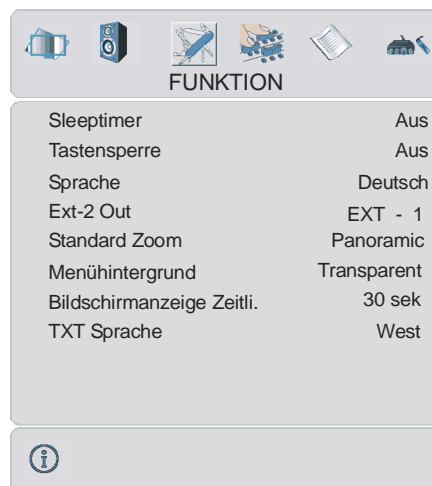 FUNKTION
Sleeptimer Aus
Tastensperre Aus
Sprache Deutsch
Ext-2 Out EXT - 1
Standard Zoom Panoramic
Menühintergrund Transparent
Bildschirmanzeige Zeitli. 30 sek
TXT Sprache West